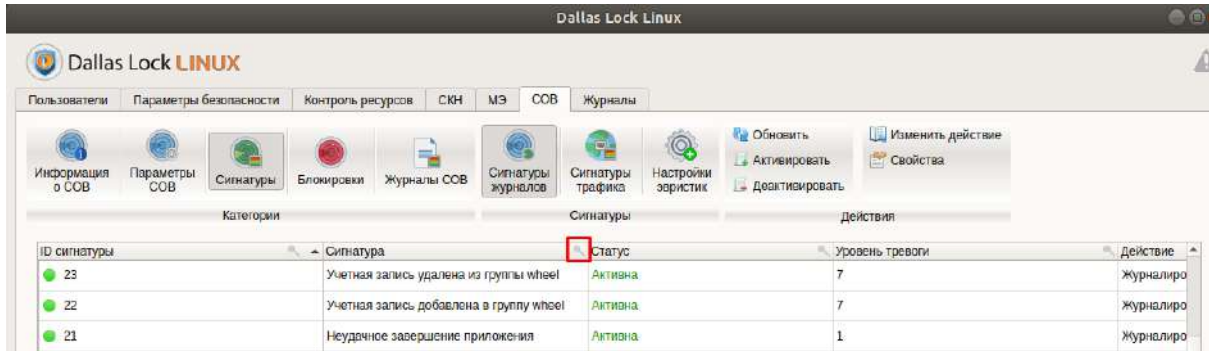 Dallas Lock Linux
Dallas Lock LINUX
Пользователи Параметры безопасности Контроль ресурсов СКН МЭ СОВ Журналы
Информация о СОВ
Параметры СОВ
Сигнатуры
Блокировки
Журналы СОВ
Категории
Сигнатуры журналов
Сигнатуры трафика
Настройки эвристик
Сигнатуры
Обновить
Активировать
Деактивировать
Изменить действие
Свойства
Действия
ID сигнатуры Сигнатура Статус Уровень тревоги Действие
23 Учетная запись удалена из группы wheel Активна 7 Журналиро
22 Учетная запись добавлена в группу wheel Активна 7 Журналиро
21 Неудачное завершение приложения Активна 1 Журналиро